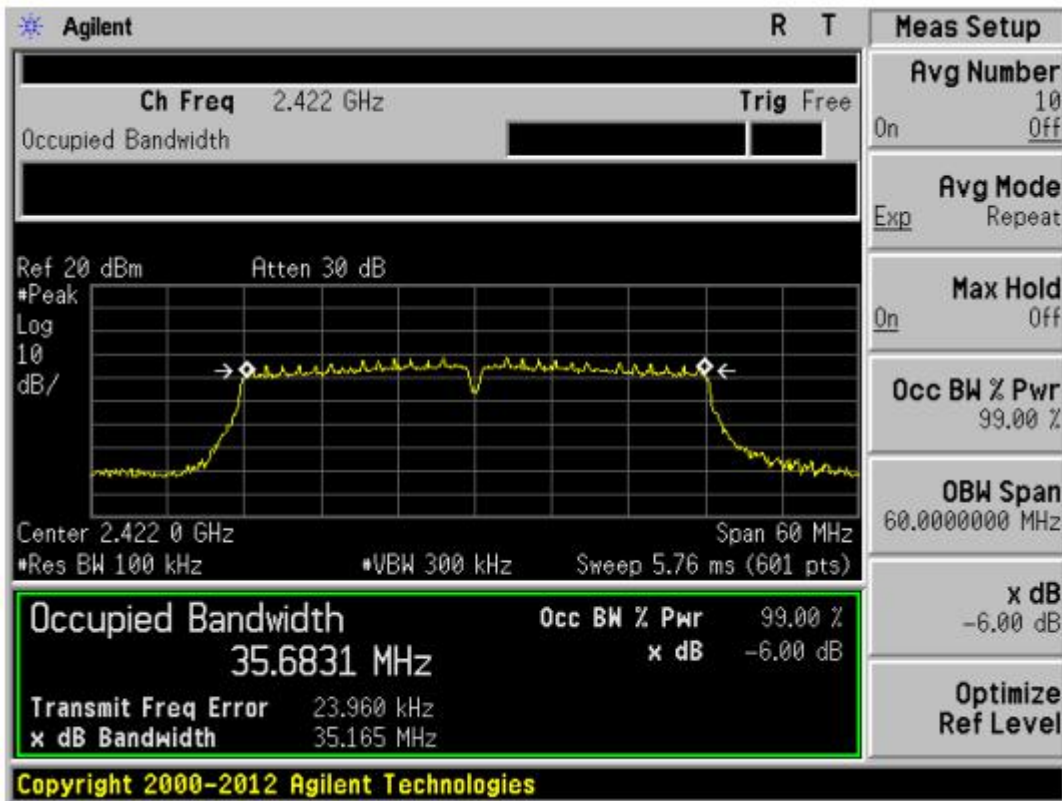 Agilent R T
Ch Freq 2.422 GHz Trig Free
Occupied Bandwidth
Ref 20 dBm Atten 30 dB
#Peak
Log
10
dB/
Center 2.422 0 GHz Span 60 MHz
#Res BW 100 kHz #VBW 300 kHz Sweep 5.76 ms (601 pts)
Occupied Bandwidth Occ BW % Pwr 99.00 %
35.6831 MHz x dB -6.00 dB
Transmit Freq Error 23.960 kHz
x dB Bandwidth 35.165 MHz
Copyright 2000-2012 Agilent Technologies
Meas Setup
Avg Number
10
On Off
Avg Mode
Exp Repeat
Max Hold
On Off
Occ BW % Pwr
99.00 %
OBW Span
60.0000000 MHz
x dB
-6.00 dB
Optimize
Ref Level